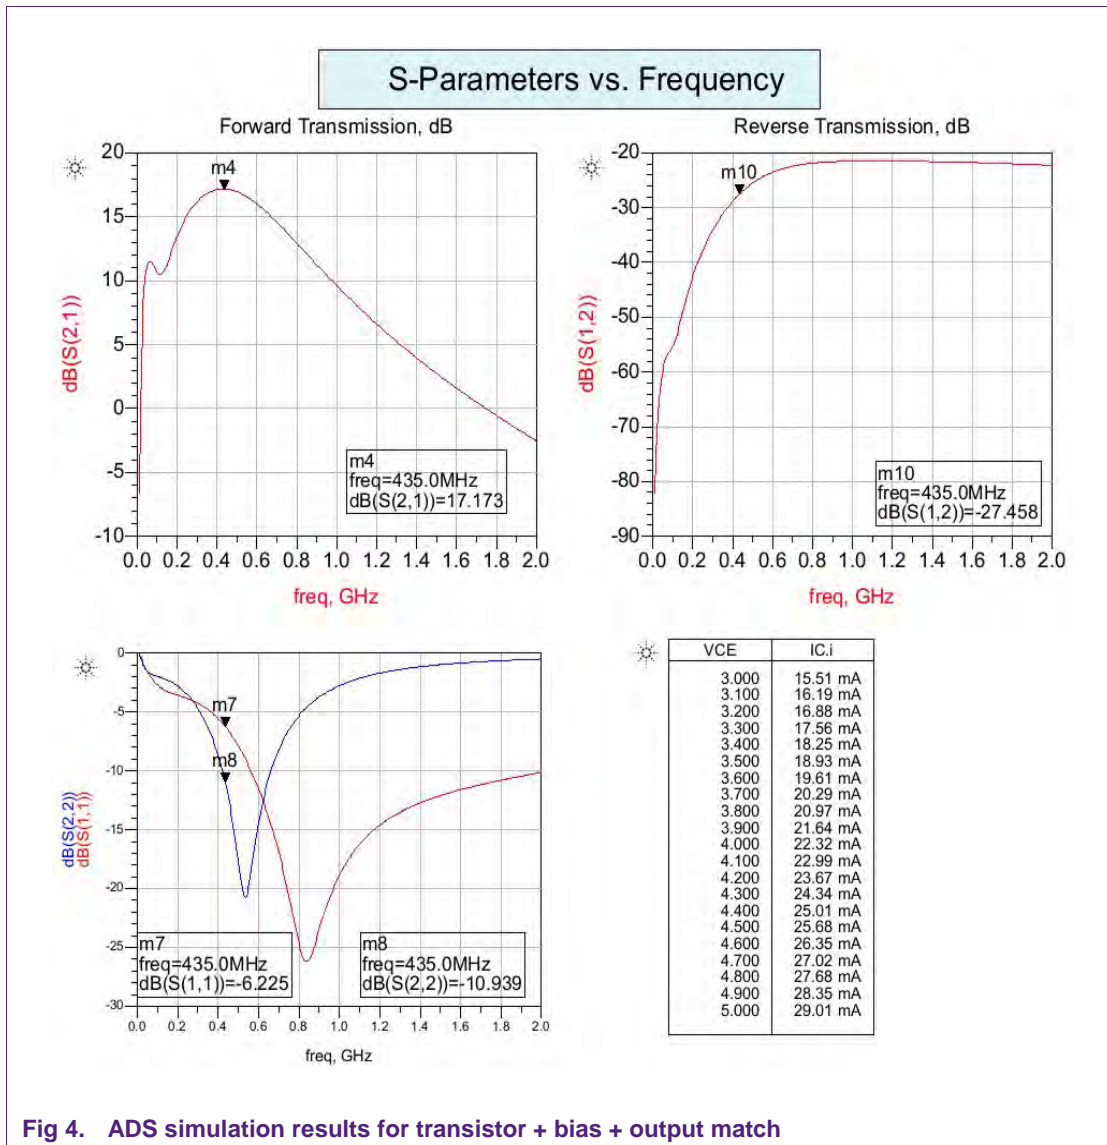 S-Parameters vs. Frequency
Forward Transmission, dB
20
15
10
5
0
-5
-10
0.0 0.2 0.4 0.6 0.8 1.0 1.2 1.4 1.6 1.8 2.0
freq, GHz
dB(S(2,1))
m4
m4
freq=435.0MHz
dB(S(2,1))=17.173
Reverse Transmission, dB
-20
-30
-40
-50
-60
-70
-80
-90
0.0 0.2 0.4 0.6 0.8 1.0 1.2 1.4 1.6 1.8 2.0
freq, GHz
dB(S(1,2))
m10
m10
freq=435.0MHz
dB(S(1,2))=-27.458
0
-5
-10
-15
-20
-25
-30
0.0 0.2 0.4 0.6 0.8 1.0 1.2 1.4 1.6 1.8 2.0
freq, GHz
dB(S(2,2))
dB(S(1,1))
m7
m8
m7
freq=435.0MHz
dB(S(1,1))=-6.225
m8
freq=435.0MHz
dB(S(2,2))=-10.939
VCE IC.i
3.000 15.51 mA
3.100 16.19 mA
3.200 16.88 mA
3.300 17.56 mA
3.400 18.25 mA
3.500 18.93 mA
3.600 19.61 mA
3.700 20.29 mA
3.800 20.97 mA
3.900 21.64 mA
4.000 22.32 mA
4.100 22.99 mA
4.200 23.67 mA
4.300 24.34 mA
4.400 25.01 mA
4.500 25.68 mA
4.600 26.35 mA
4.700 27.02 mA
4.800 27.68 mA
4.900 28.35 mA
5.000 29.01 mA
Fig 4. ADS simulation results for transistor + bias + output match